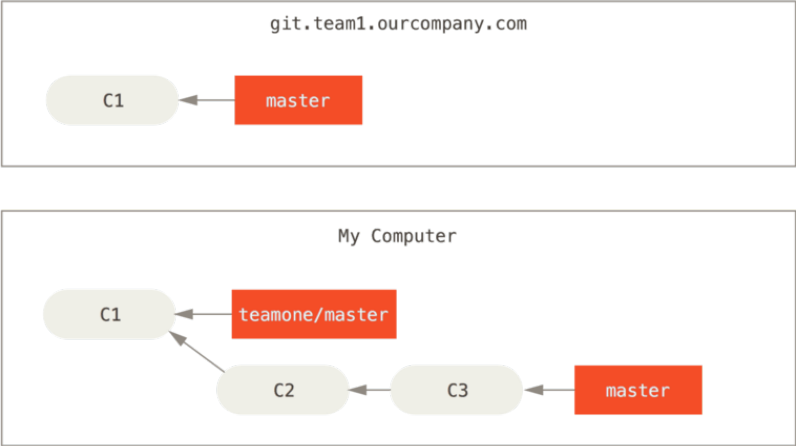 git.team1.ourcompany.com
C1
master
My Computer
C1
teamone/master
C2
C3
master